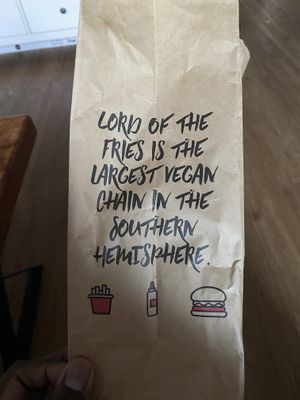 LORD OF THE
FRIES IS THE
LARGEST VEGAN
CHAIN IN THE
SOUTHERN
HEMISPHERE.